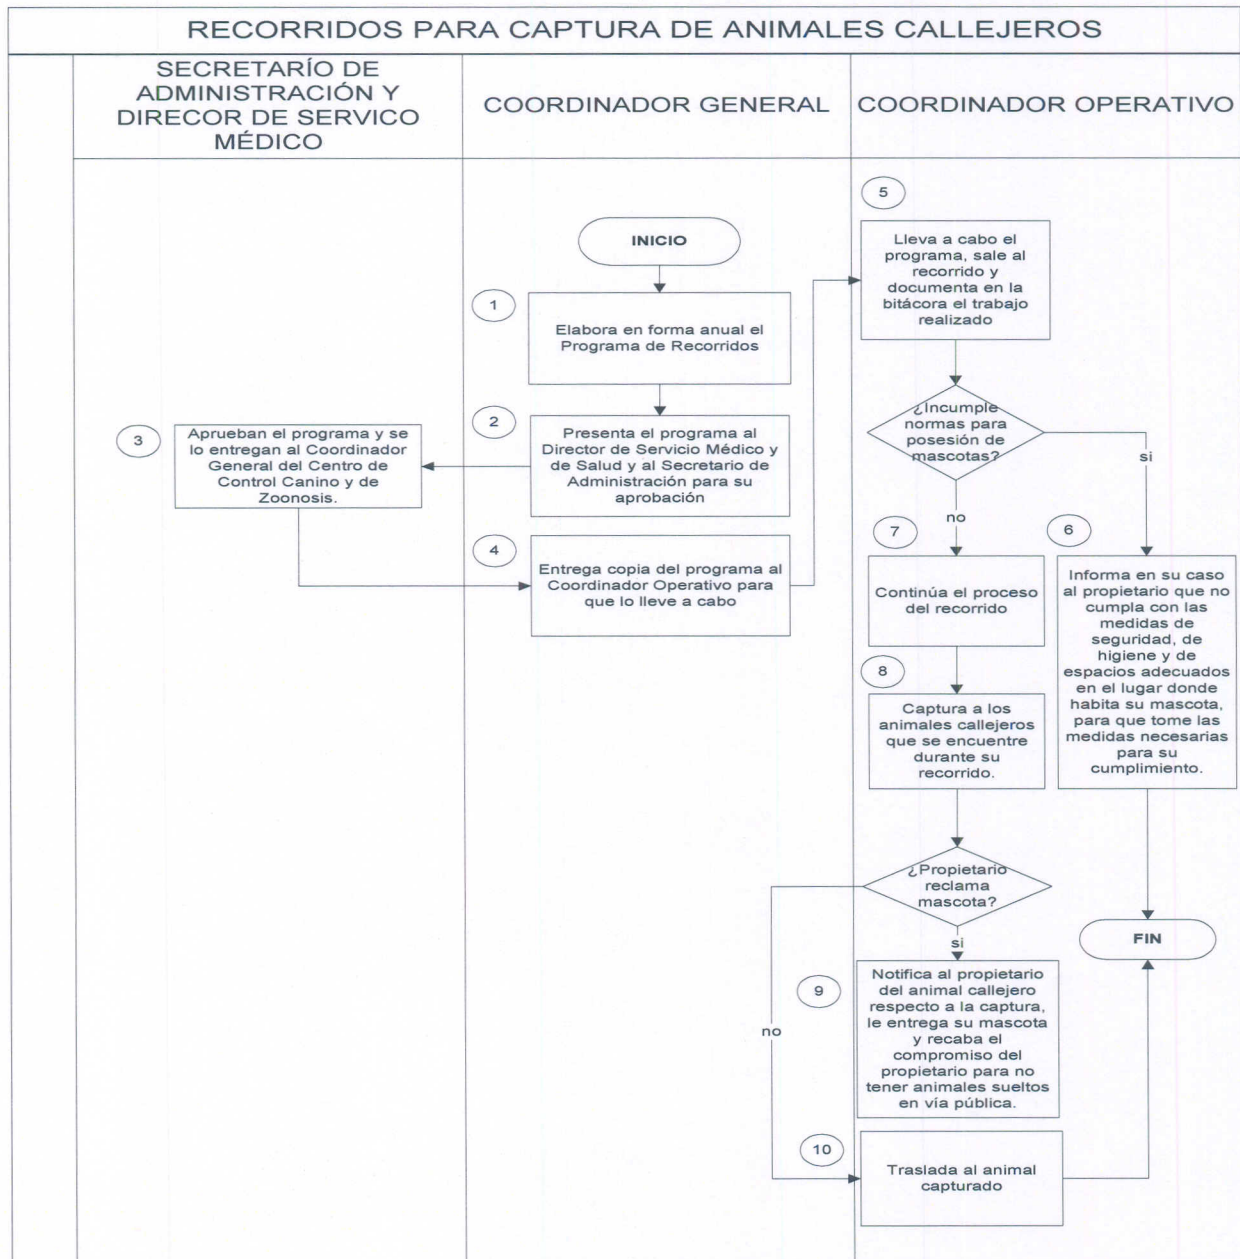 RECORRIDOS PARA CAPTURA DE ANIMALES CALLEJEROS
SECRETARÍO DE
ADMINISTRACIÓN Y
DIRECOR DE SERVICO
MÉDICO
COORDINADOR GENERAL
COORDINADOR OPERATIVO
INICIO
1
Elabora en forma anual el
Programa de Recorridos
2
Presenta el programa al
Director de Servicio Médico y
de Salud y al Secretario de
Administración para su
aprobación
3
Aprueban el programa y se
lo entregan al Coordinador
General del Centro de
Control Canino y de
Zoonosis.
4
Entrega copia del programa al
Coordinador Operativo para
que lo lleve a cabo
5
Lleva a cabo el
programa, sale al
recorrido y
documenta en la
bitácora el trabajo
realizado
¿Incumple
normas para
posesión de
mascotas?
si
no
6
Informa en su caso
al propietario que no
cumpla con las
medidas de
seguridad, de
higiene y de
espacios adecuados
en el lugar donde
habita su mascota,
para que tome las
medidas necesarias
para su
cumplimiento.
7
Continúa el proceso
del recorrido
8
Captura a los
animales callejeros
que se encuentre
durante su
recorrido.
¿Propietario
reclama
mascota?
si
no
9
Notifica al propietario
del animal callejero
respecto a la captura,
le entrega su mascota
y recaba el
compromiso del
propietario para no
tener animales sueltos
en vía pública.
10
Traslada al animal
capturado
FIN